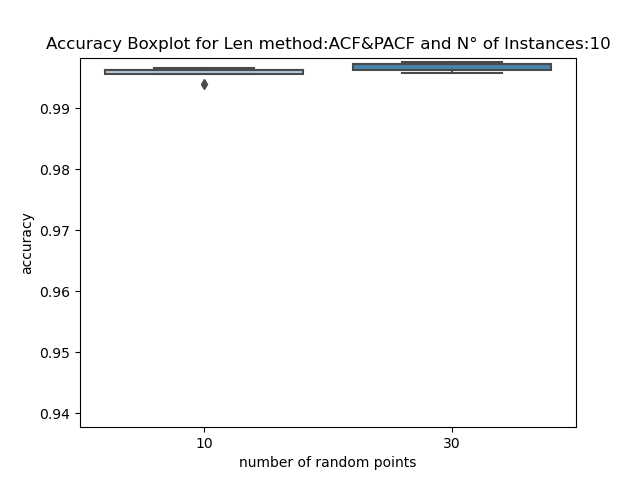 Accuracy Boxplot for Len method:ACF&PACF and N° of Instances:10
0.99
0.98
0.97
0.96
0.95
0.94
accuracy
10
30
number of random points